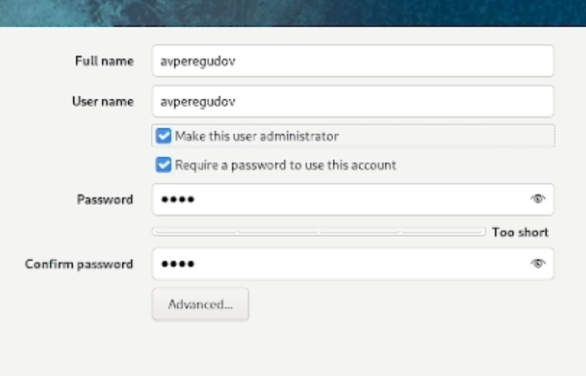 Full name avperegudov
User name avperegudov
Make this user administrator
Require a password to use this account
Password ●●●●
Too short
Confirm password ●●●●
Advanced...